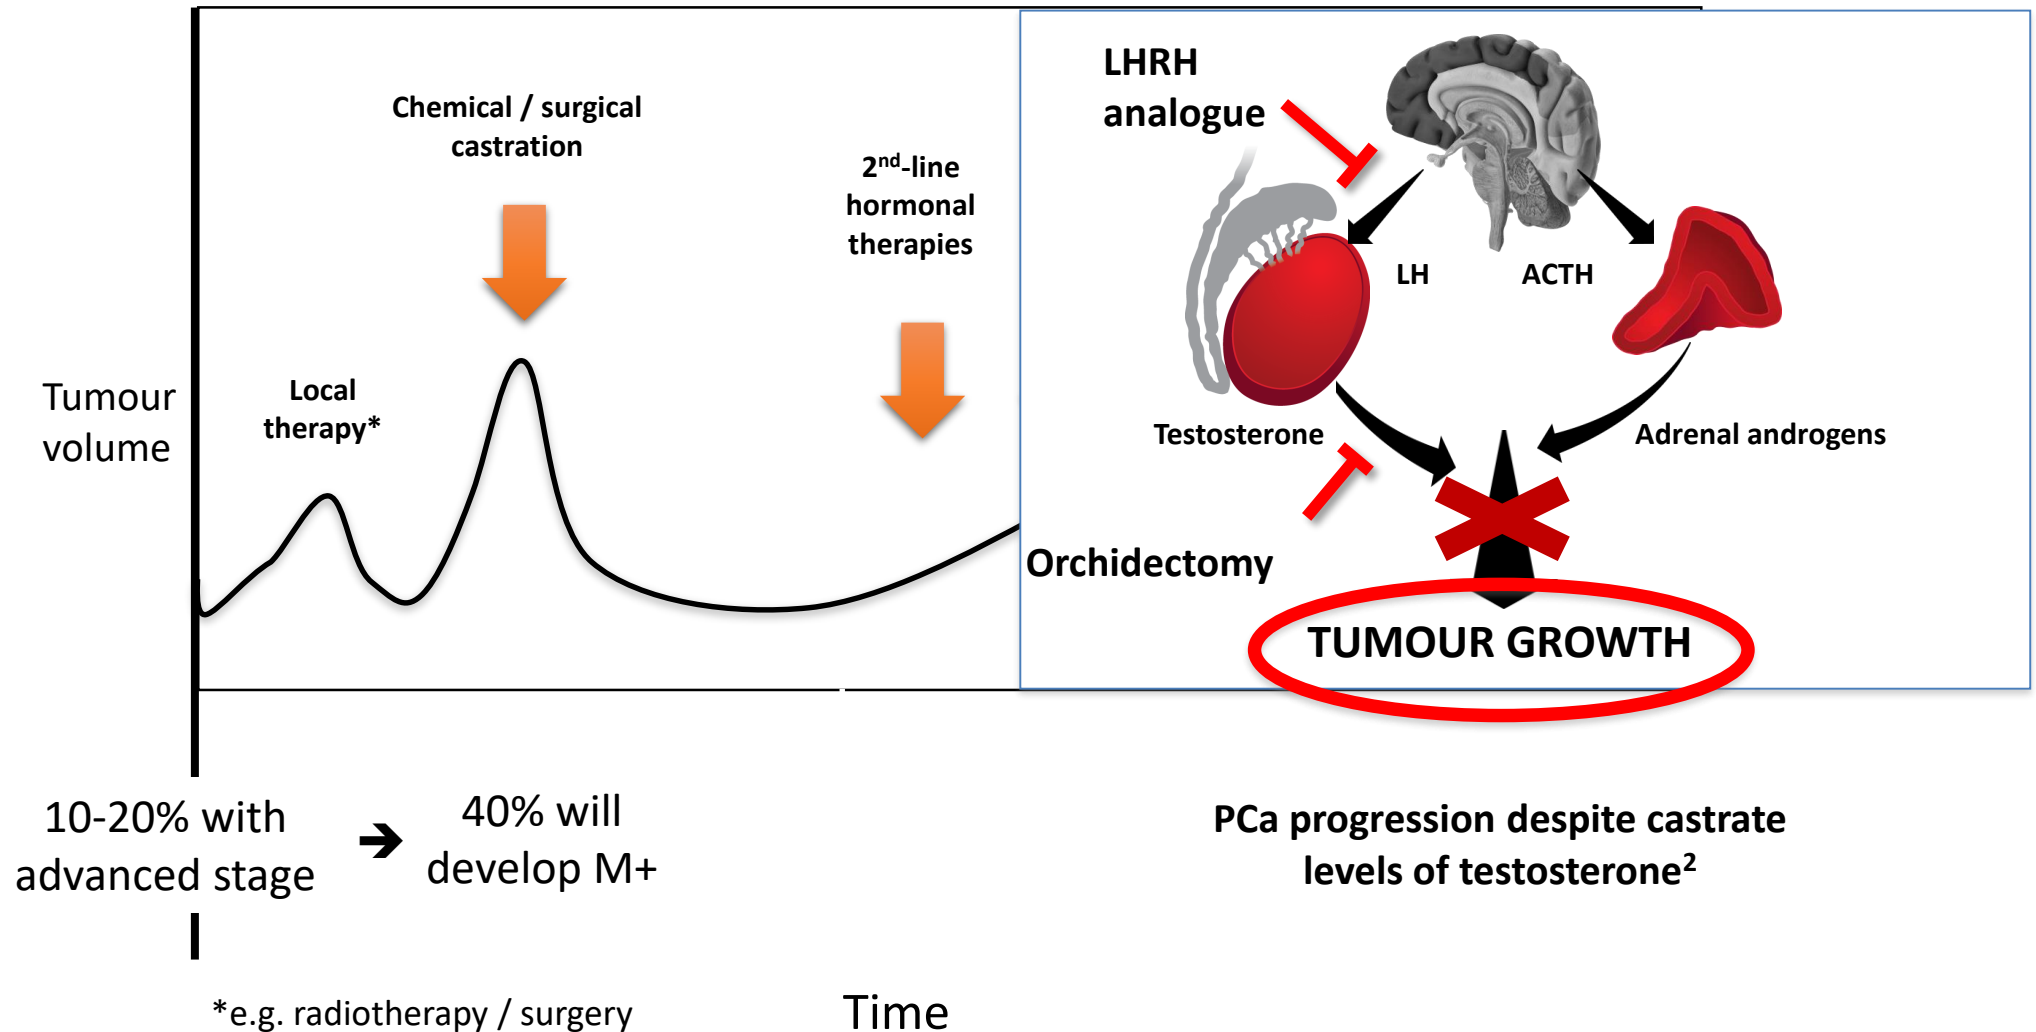 Chemical / surgical
castration
2nd-line
hormonal
therapies
Local
therapy*
Tumour
volume
LHRH
analogue
LH
ACTH
Testosterone
Adrenal androgens
Orchidectomy
TUMOUR GROWTH
10-20% with
advanced stage
➔
40% will
develop M+
PCa progression despite castrate
levels of testosterone2
*e.g. radiotherapy / surgery
Time